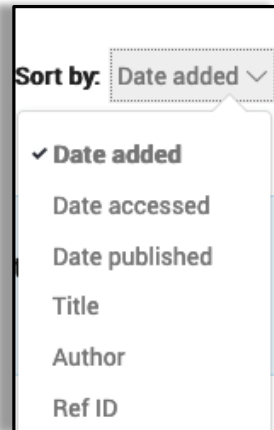 Sort by: Date added
Date added
Date accessed
Date published
Title
Author
Ref ID